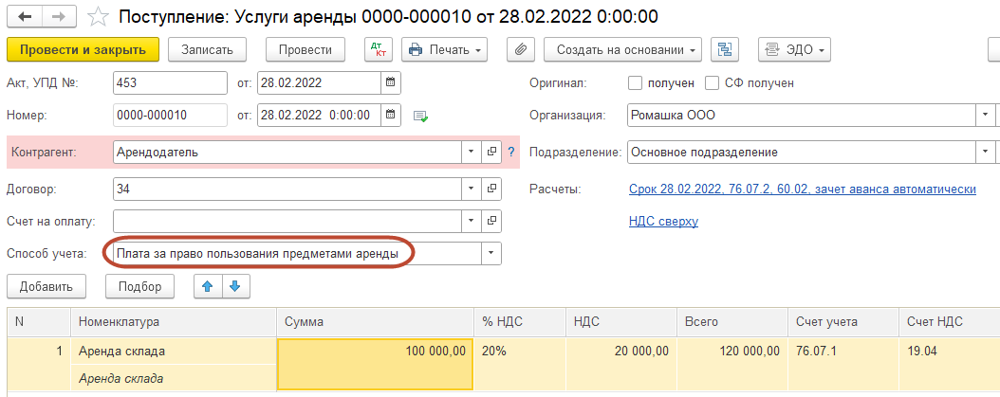 Поступление: Услуги аренды 0000-000010 от 28.02.2022 0:00:00
Провести и закрыть Записать Провести Дт Кт Печать Создать на основании ЭДО
Акт, УПД №: 453 от: 28.02.2022 Оригинал: получен СФ получен
Номер: 0000-000010 от: 28.02.2022 0:00:00 Организация: Ромашка ООО
Контрагент: Арендодатель ? Подразделение: Основное подразделение
Договор: 34 Расчеты: Срок 28.02.2022, 76.07.2, 60.02, зачет аванса автоматически
Счет на оплату: НДС сверху
Способ учета: Плата за право пользования предметами аренды
Добавить Подбор
N Номенклатура Сумма % НДС НДС Всего Счет учета Счет НДС
1 Аренда склада 100 000,00 20% 20 000,00 120 000,00 76.07.1 19.04
Аренда склада